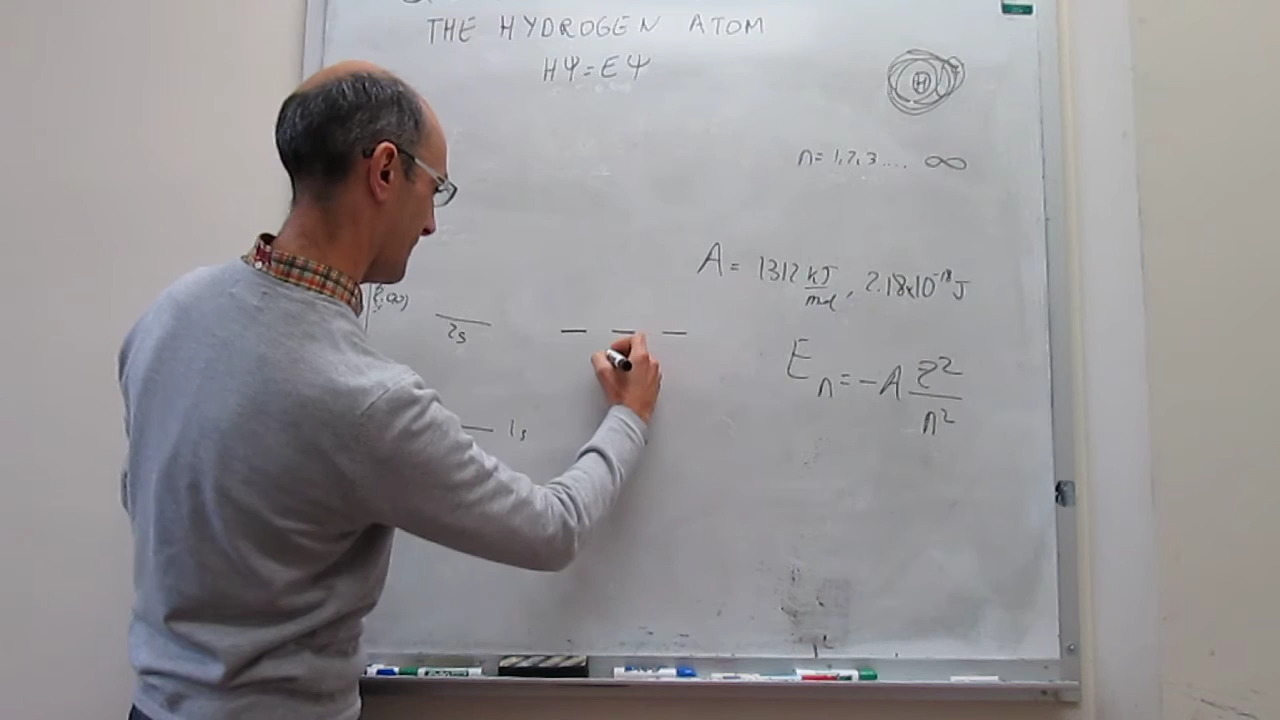 THE HYDROGEN ATOM
HΨ=EΨ
H
n=1,2,3.... ∞
A = 1312 kJ/mol, 2.18x10⁻¹⁸ J
2s
Eₙ = -A Z²/n²
1s